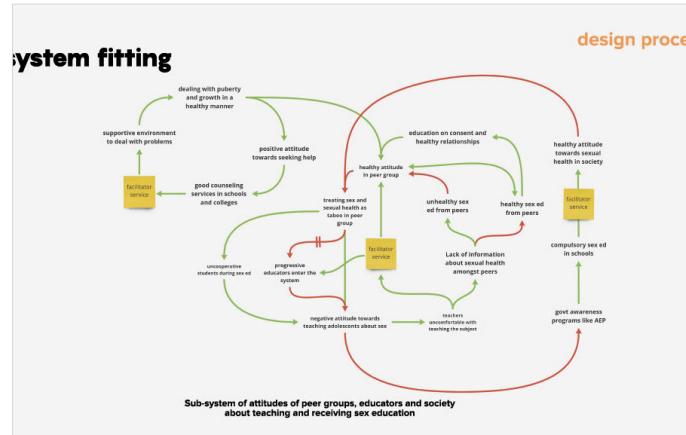 system fitting
design proce
dealing with puberty
and growth in a
healthy manner
supportive environment
to deal with problems
positive attitude
towards seeking help
education on consent and
healthy relationships
healthy attitude
towards sexual
health in society
healthy attitude
in peer group
facilitator
service
good counseling
services in schools
and colleges
treating sex and
sexual health as
taboo in peer
group
unhealthy sex
ed from peers
healthy sex ed
from peers
facilitator
service
uncooperative
students during sex ed
progressive
educators enter the
system
facilitator
service
Lack of information
about sexual health
amongst peers
compulsory sex ed
in schools
negative attitude towards
teaching adolescents about sex
teachers
uncomfortable with
teaching the subject
govt awareness
programs like AEP
Sub-system of attitudes of peer groups, educators and society
about teaching and receiving sex education